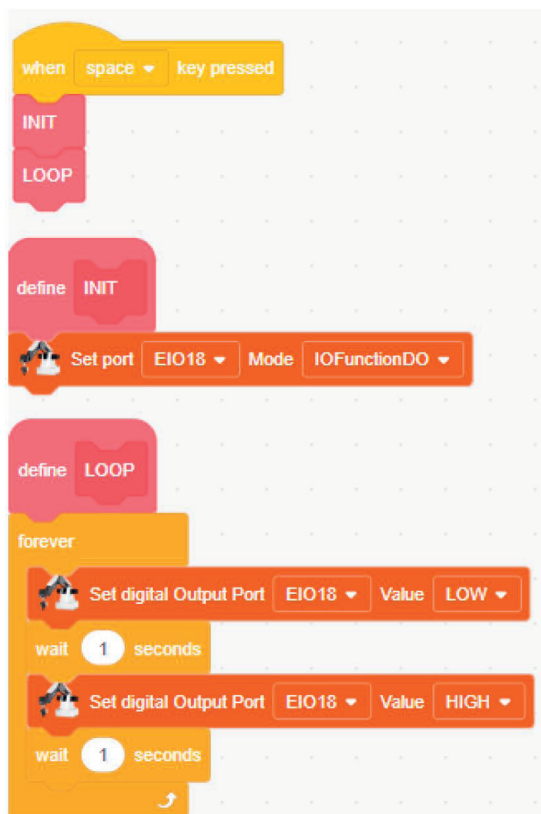 when space key pressed
INIT
LOOP
define INIT
Set port EIO18 Mode IOFunctionDO
define LOOP
forever
Set digital Output Port EIO18 Value LOW
wait 1 seconds
Set digital Output Port EIO18 Value HIGH
wait 1 seconds